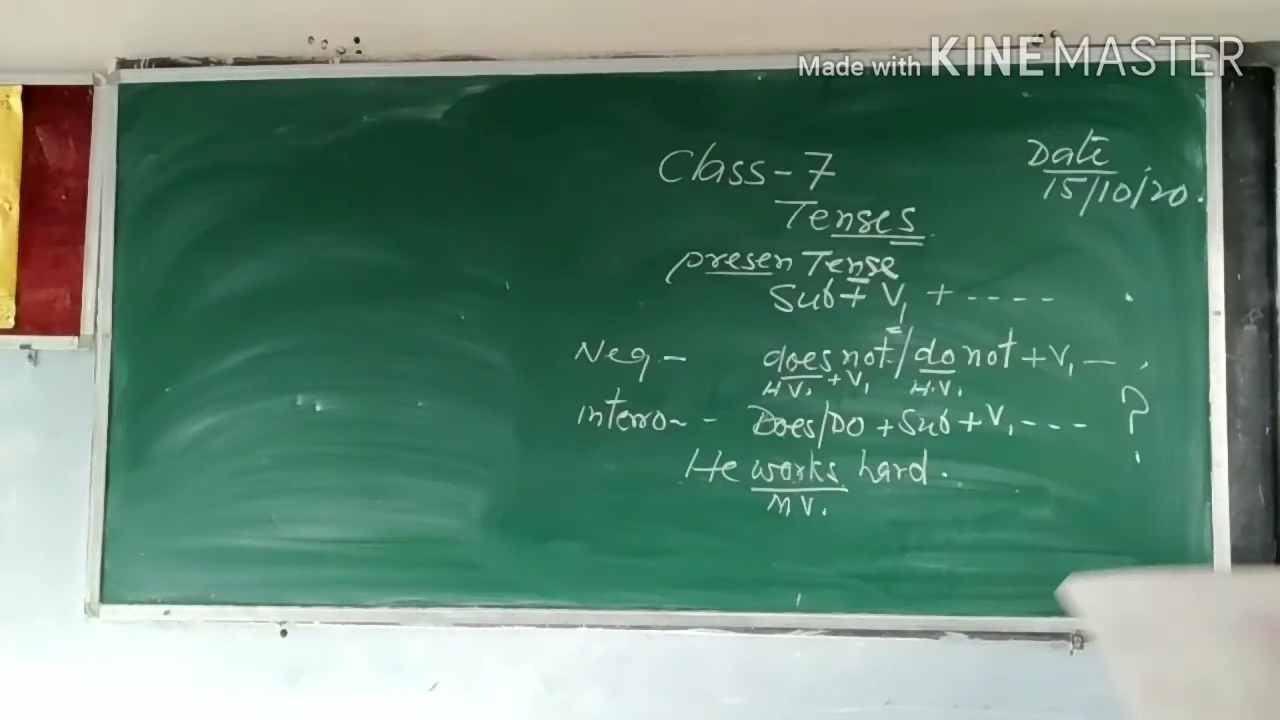 Made with KINEMASTER
Class-7
Date
15/10/20.
Tenses
presen Tense
Sub + V1 + ----- .
Neg - does not / do not + V1 - .
H.V. + V1 H.V.
interro~ - Does/Do + Sub + V1 --- ?
He works hard.
M V.